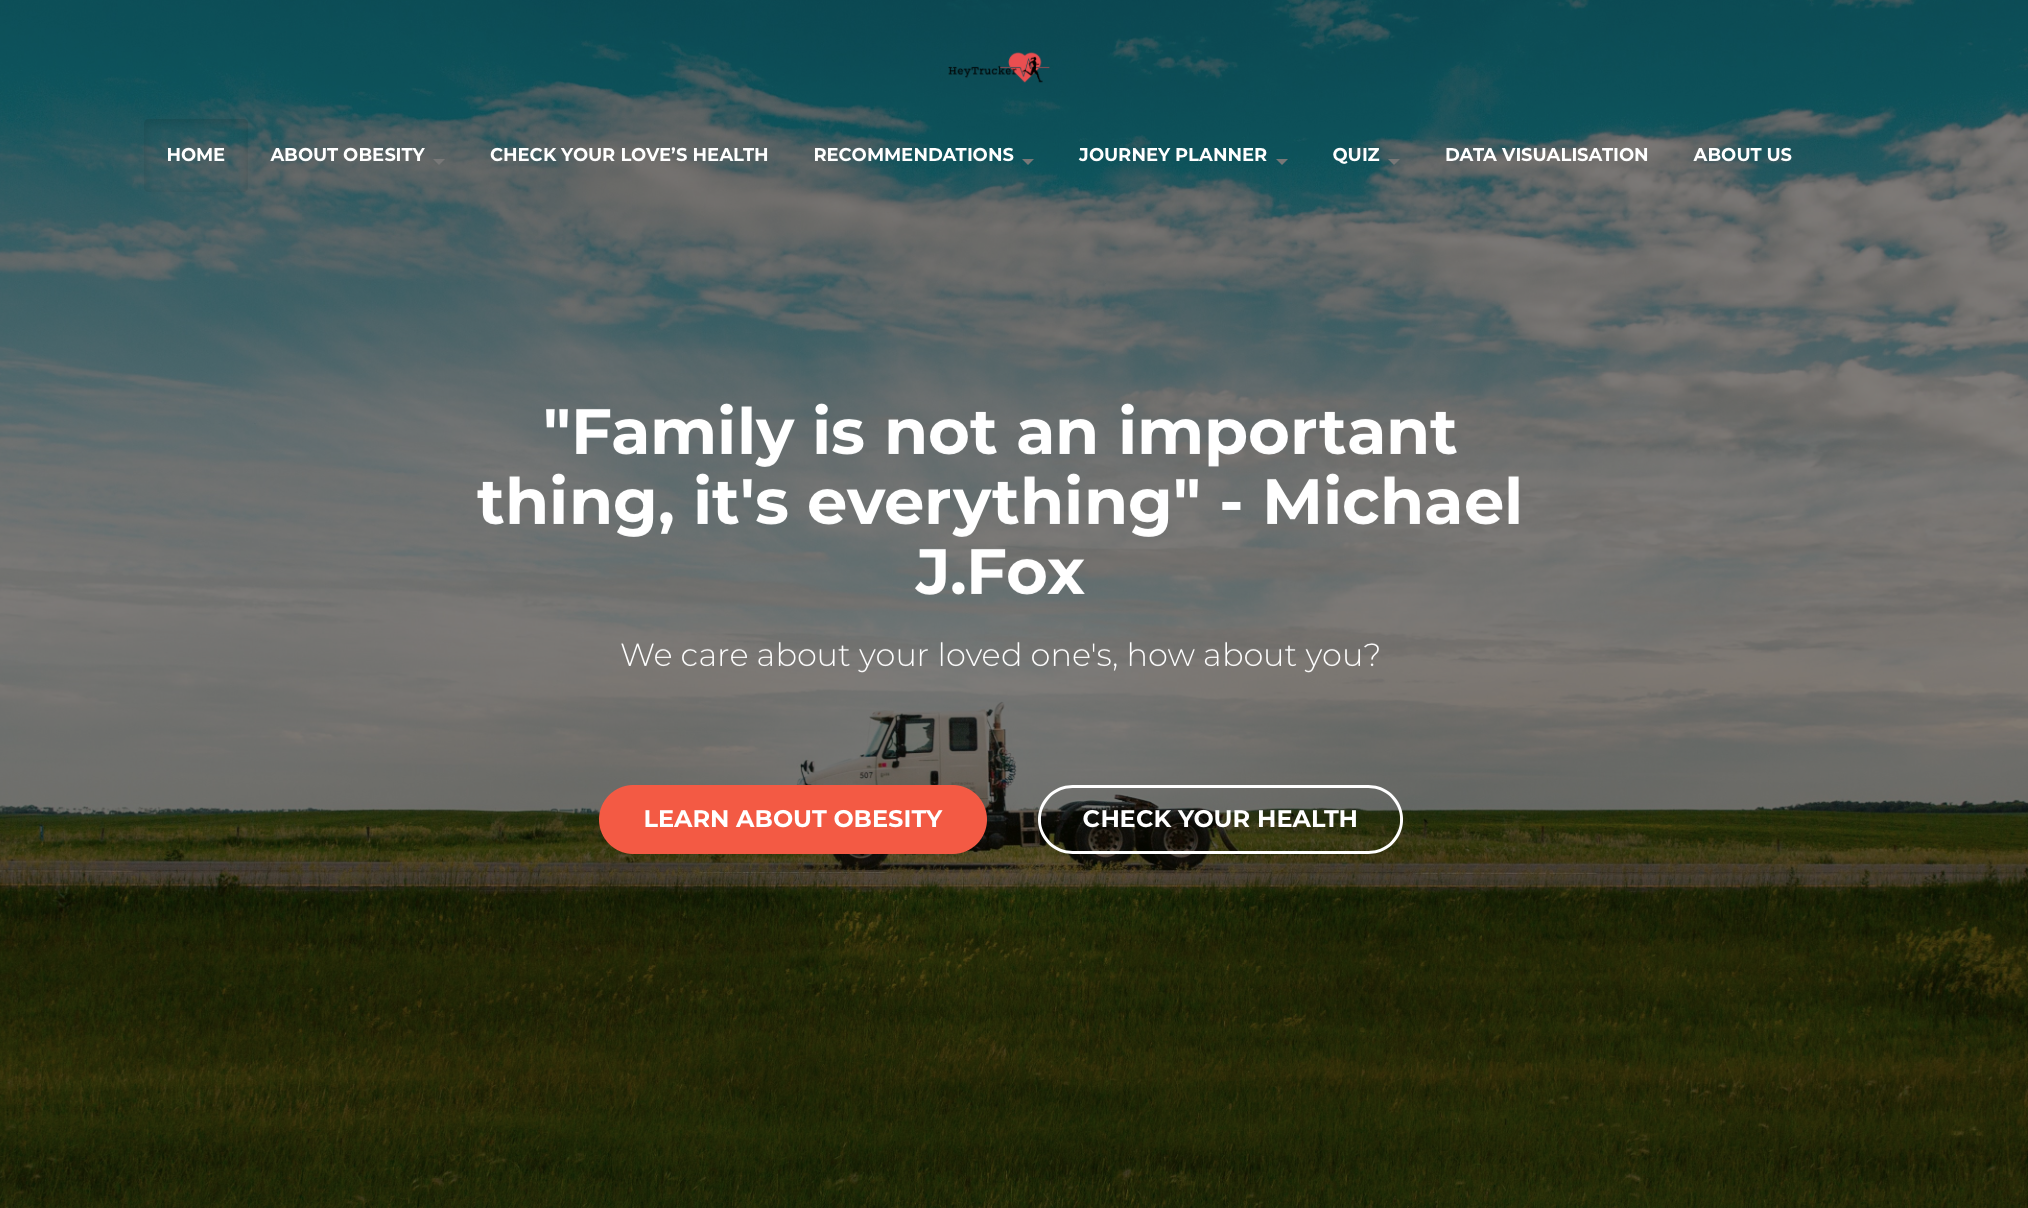 HeyTrucker
HOME ABOUT OBESITY CHECK YOUR LOVE’S HEALTH RECOMMENDATIONS JOURNEY PLANNER QUIZ DATA VISUALISATION ABOUT US
"Family is not an important
thing, it's everything" - Michael
J.Fox
We care about your loved one's, how about you?
507
LEARN ABOUT OBESITY CHECK YOUR HEALTH